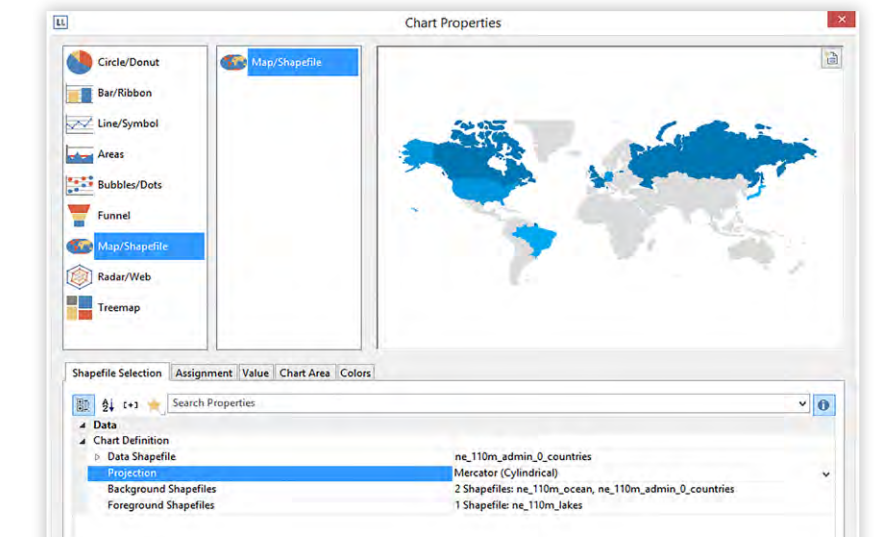 LL Chart Properties
Circle/Donut
Bar/Ribbon
Line/Symbol
Areas
Bubbles/Dots
Funnel
Map/Shapefile
Radar/Web
Treemap
Map/Shapefile
Shapefile Selection Assignment Value Chart Area Colors
Search Properties
Data
Chart Definition
Data Shapefile ne_110m_admin_0_countries
Projection Mercator (Cylindrical)
Background Shapefiles 2 Shapefiles: ne_110m_ocean, ne_110m_admin_0_countries
Foreground Shapefiles 1 Shapefile: ne_110m_lakes